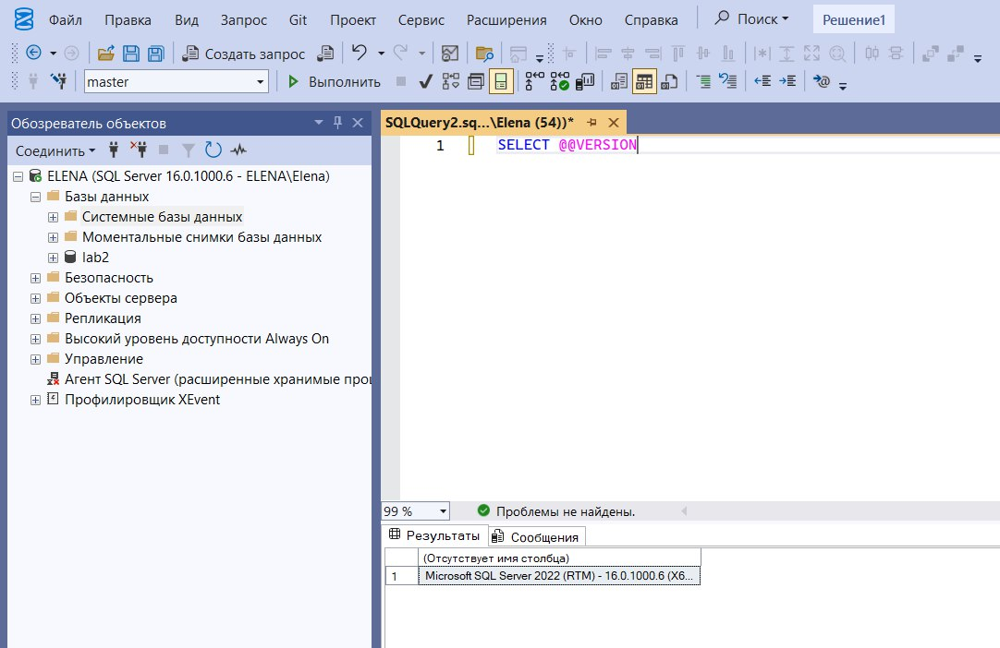 Файл Правка Вид Запрос Git Проект Сервис Расширения Окно Справка Поиск Решение1
Создать запрос
master Выполнить
Обозреватель объектов
Соединить
ELENA (SQL Server 16.0.1000.6 - ELENA\Elena)
Базы данных
Системные базы данных
Моментальные снимки базы данных
lab2
Безопасность
Объекты сервера
Репликация
Высокий уровень доступности Always On
Управление
Агент SQL Server (расширенные хранимые
Профилировщик XEvent
SQLQuery2.sq...\Elena (54))*
1 SELECT @@VERSION
99 % Проблемы не найдены.
Результаты Сообщения
(Отсутствует имя столбца)
1 Microsoft SQL Server 2022 (RTM) - 16.0.1000.6 (X6...